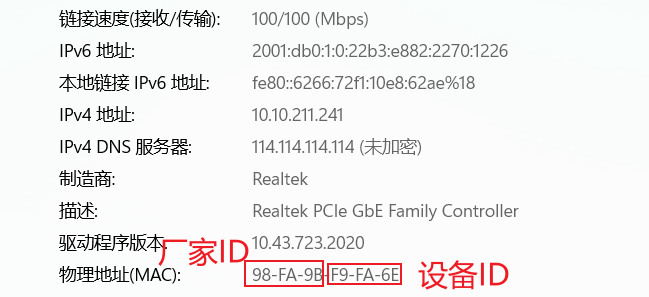 链接速度(接收/传输): 100/100 (Mbps)
IPv6 地址: 2001:db0:1:0:22b3:e882:2270:1226
本地链接 IPv6 地址: fe80::6266:72f1:10e8:62ae%18
IPv4 地址: 10.10.211.241
IPv4 DNS 服务器: 114.114.114.114 (未加密)
制造商: Realtek
描述: Realtek PCIe GbE Family Controller
驱动程序版本: 10.43.723.2020
厂家ID
物理地址(MAC): 98-FA-9B-F9-FA-6E
设备ID